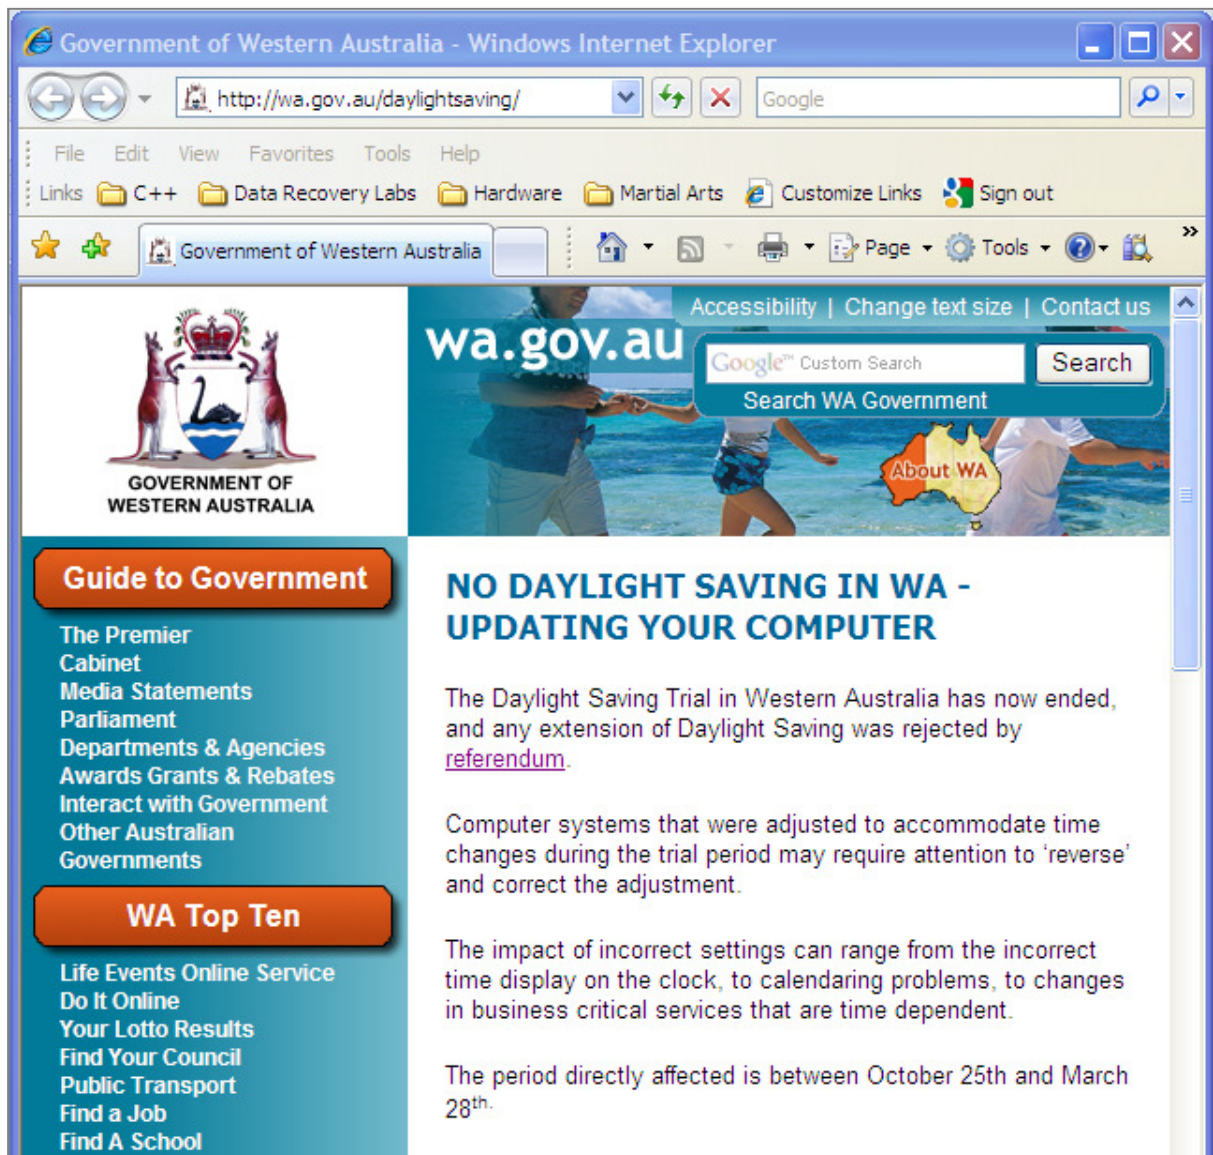 Government of Western Australia - Windows Internet Explorer
http://wa.gov.au/daylightsaving/
Google
File Edit View Favorites Tools Help
Links C++ Data Recovery Labs Hardware Martial Arts Customize Links Sign out
Government of Western Australia Page Tools »
Accessibility | Change text size | Contact us
wa.gov.au
Google™ Custom Search Search
Search WA Government
About WA
GOVERNMENT OF
WESTERN AUSTRALIA
Guide to Government
The Premier
Cabinet
Media Statements
Parliament
Departments & Agencies
Awards Grants & Rebates
Interact with Government
Other Australian
Governments
WA Top Ten
Life Events Online Service
Do It Online
Your Lotto Results
Find Your Council
Public Transport
Find a Job
Find A School
NO DAYLIGHT SAVING IN WA -
UPDATING YOUR COMPUTER
The Daylight Saving Trial in Western Australia has now ended,
and any extension of Daylight Saving was rejected by
referendum.
Computer systems that were adjusted to accommodate time
changes during the trial period may require attention to ‘reverse’
and correct the adjustment.
The impact of incorrect settings can range from the incorrect
time display on the clock, to calendaring problems, to changes
in business critical services that are time dependent.
The period directly affected is between October 25th and March
28th.